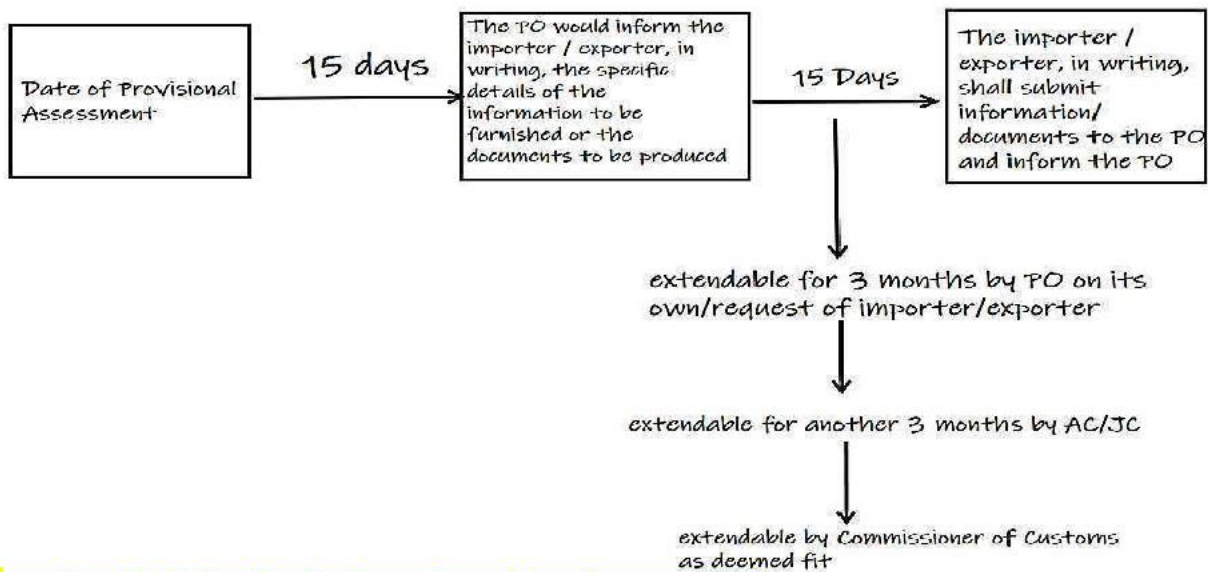 Date of Provisional
Assessment
15 days
The PO would inform the
importer / exporter, in
writing, the specific
details of the
information to be
furnished or the
documents to be produced
15 Days
The importer /
exporter, in writing,
shall submit
information/
documents to the PO
and inform the PO
extendable for 3 months by PO on its
own/request of importer/exporter
extendable for another 3 months by AC/JC
extendable by Commissioner of Customs
as deemed fit